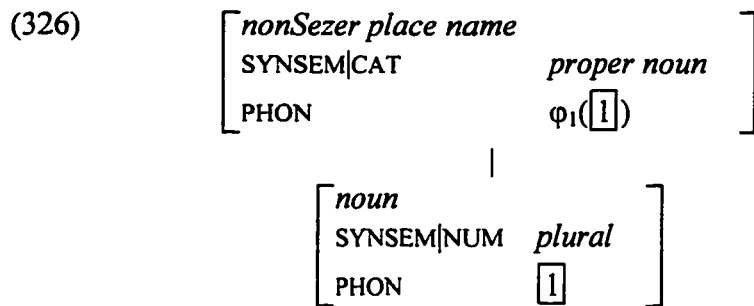 (326)
nonSezer place name
SYNSEM|CAT proper noun
PHON φ₁([1])
noun
SYNSEM|NUM plural
PHON [1]